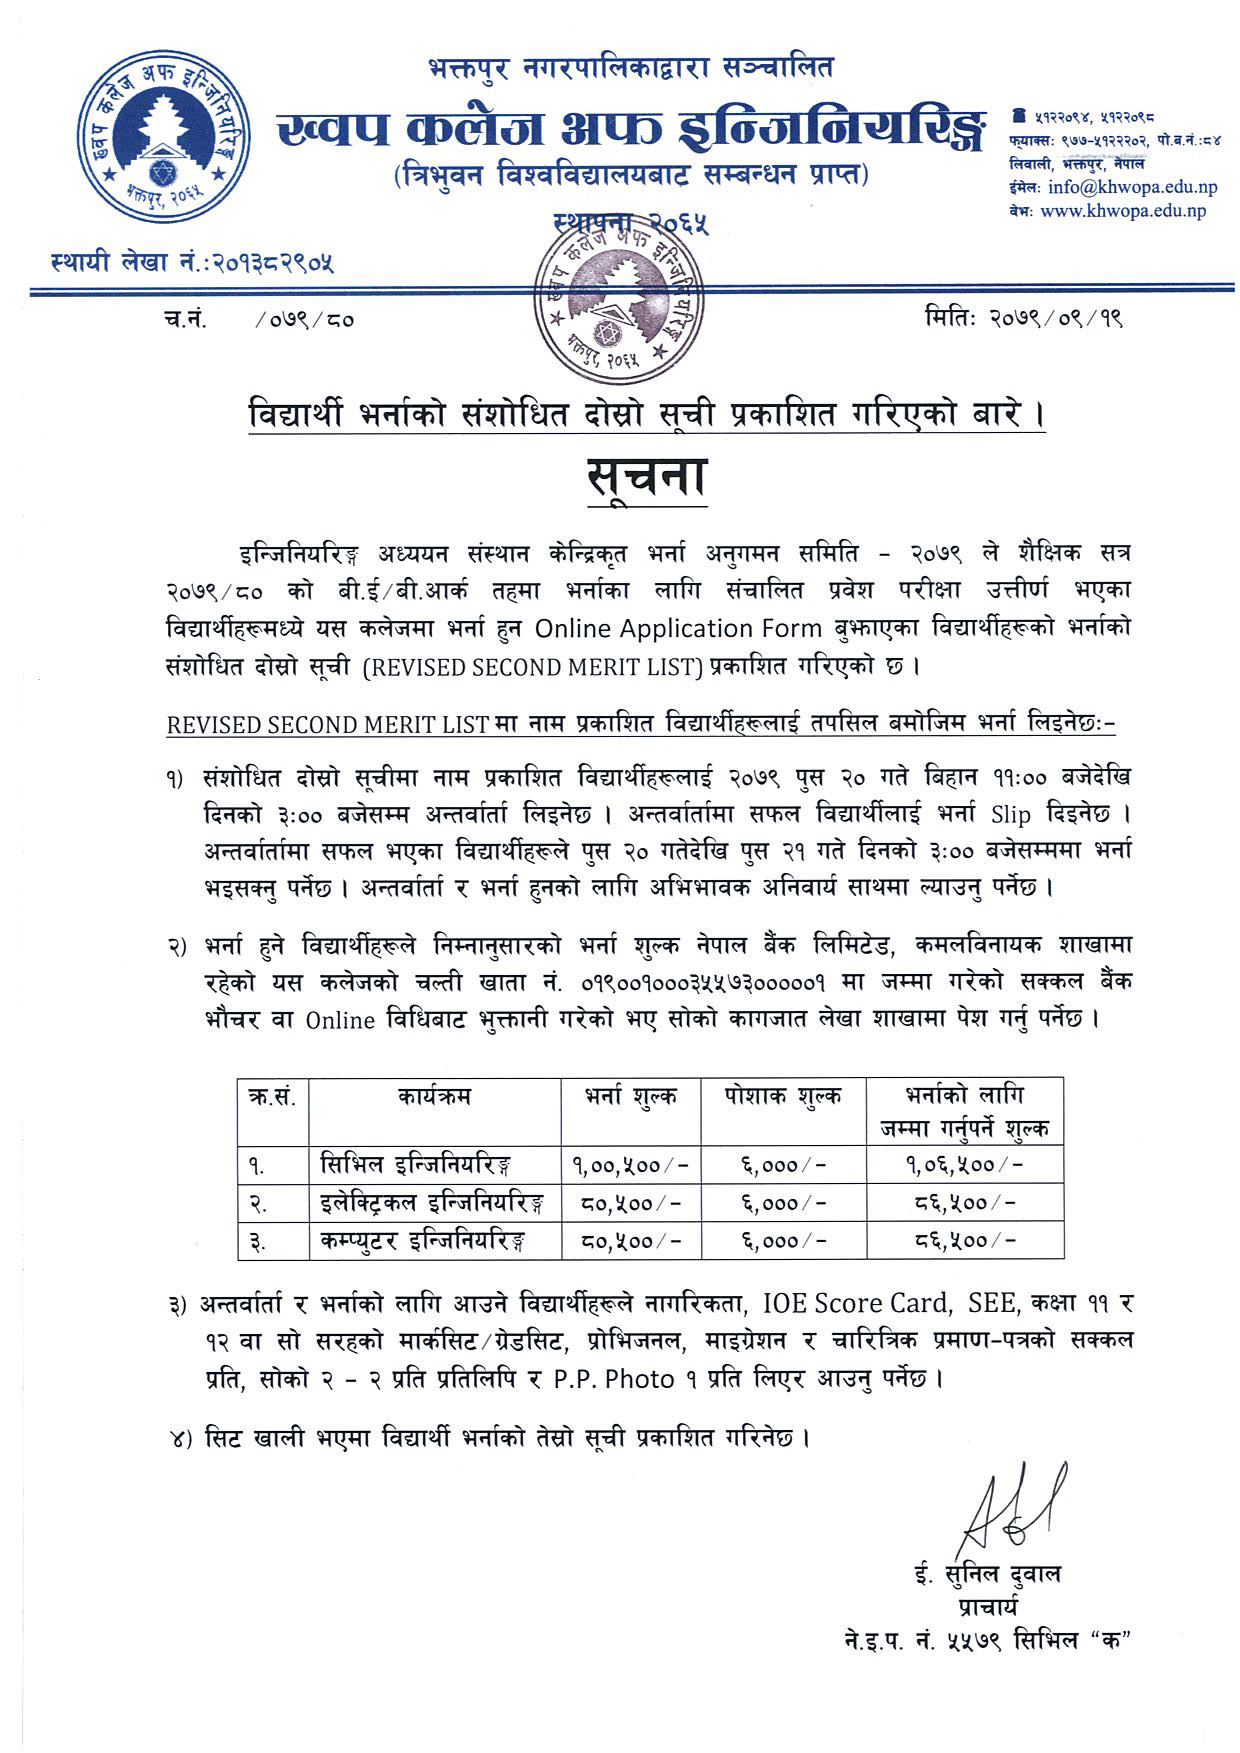 भक्तपुर नगरपालिकाद्वारा सञ्चालित
ख्वप कलेज अफ इन्जिनियरिङ्ग
(त्रिभुवन विश्वविद्यालयबाट सम्बन्धन प्राप्त)
स्थापना २०६५
ख्वप कलेज अफ इन्जिनियरिङ्ग
भक्तपुर, २०६५
☎ ५१२२०९४, ५१२२०९८
फ्याक्सः ९७७-५१२२२०२, पो.ब.नं.:८४
लिवाली, भक्तपुर, नेपाल
ईमेलः info@khwopa.edu.np
वेभः www.khwopa.edu.np
स्थायी लेखा नं.:२०१३८२९०५
ख्वप कलेज अफ इन्जिनियरिङ्ग
भक्तपुर, २०६५
च.नं. /०७९/८०
मितिः २०७९/०९/१९
विद्यार्थी भर्नाको संशोधित दोस्रो सूची प्रकाशित गरिएको बारे ।
सूचना
इन्जिनियरिङ्ग अध्ययन संस्थान केन्द्रिकृत भर्ना अनुगमन समिति – २०७९ ले शैक्षिक सत्र
२०७९/८० को बी.ई/बी.आर्क तहमा भर्नाका लागि संचालित प्रवेश परीक्षा उत्तीर्ण भएका
विद्यार्थीहरूमध्ये यस कलेजमा भर्ना हुन Online Application Form बुझाएका विद्यार्थीहरूको भर्नाको
संशोधित दोस्रो सूची (REVISED SECOND MERIT LIST) प्रकाशित गरिएको छ ।
REVISED SECOND MERIT LIST मा नाम प्रकाशित विद्यार्थीहरूलाई तपसिल बमोजिम भर्ना लिइनेछः–
१) संशोधित दोस्रो सूचीमा नाम प्रकाशित विद्यार्थीहरूलाई २०७९ पुस २० गते बिहान ११:०० बजेदेखि
दिनको ३:०० बजेसम्म अन्तर्वार्ता लिइनेछ । अन्तर्वार्तामा सफल विद्यार्थीलाई भर्ना Slip दिइनेछ ।
अन्तर्वार्तामा सफल भएका विद्यार्थीहरूले पुस २० गतेदेखि पुस २१ गते दिनको ३:०० बजेसम्ममा भर्ना
भइसक्नु पर्नेछ । अन्तर्वार्ता र भर्ना हुनको लागि अभिभावक अनिवार्य साथमा ल्याउनु पर्नेछ ।
२) भर्ना हुने विद्यार्थीहरूले निम्नानुसारको भर्ना शुल्क नेपाल बैंक लिमिटेड, कमलविनायक शाखामा
रहेको यस कलेजको चल्ती खाता नं. ०१९००१०००३५५७३०००००१ मा जम्मा गरेको सक्कल बैंक
भौचर वा Online विधिबाट भुक्तानी गरेको भए सोको कागजात लेखा शाखामा पेश गर्नु पर्नेछ ।
क्र.सं. कार्यक्रम भर्ना शुल्क पोशाक शुल्क भर्नाको लागि
जम्मा गर्नुपर्ने शुल्क
१. सिभिल इन्जिनियरिङ्ग १,००,५००/– ६,०००/– १,०६,५००/–
२. इलेक्ट्रिकल इन्जिनियरिङ्ग ८०,५००/– ६,०००/– ८६,५००/–
३. कम्प्युटर इन्जिनियरिङ्ग ८०,५००/– ६,०००/– ८६,५००/–
३) अन्तर्वार्ता र भर्नाको लागि आउने विद्यार्थीहरूले नागरिकता, IOE Score Card, SEE, कक्षा ११ र
१२ वा सो सरहको मार्कसिट/ग्रेडसिट, प्रोभिजनल, माइग्रेशन र चारित्रिक प्रमाण–पत्रको सक्कल
प्रति, सोको २ – २ प्रति प्रतिलिपि र P.P. Photo १ प्रति लिएर आउनु पर्नेछ ।
४) सिट खाली भएमा विद्यार्थी भर्नाको तेस्रो सूची प्रकाशित गरिनेछ ।
ई. सुनिल दुवाल
प्राचार्य
ने.इ.प. नं. ५५७९ सिभिल “क”